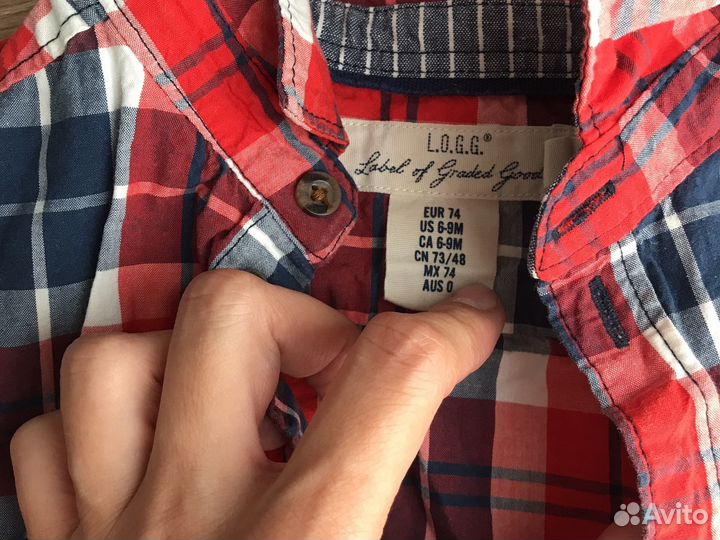 L.O.G.G.®
Label of Graded Good
EUR 74
US 6-9M
CA 6-9M
CN 73/48
MX 74
AUS 0
Avito